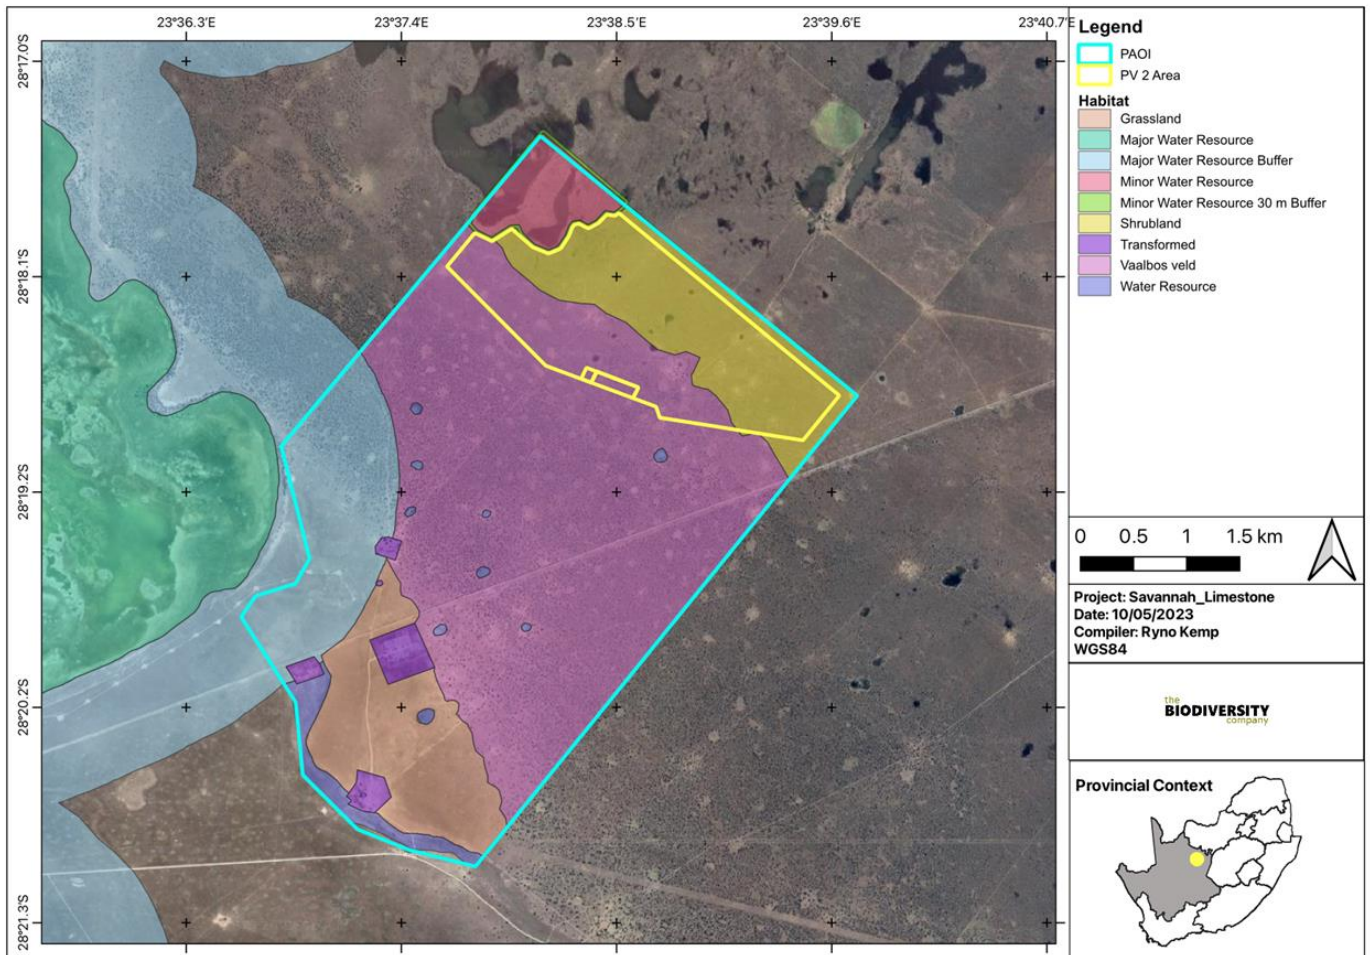 23°36.3'E 23°37.4'E 23°38.5'E 23°39.6'E 23°40.7'E
28°17.0'S
28°18.1'S
28°19.2'S
28°20.2'S
28°21.3'S
Legend
PAOI
PV 2 Area
Habitat
Grassland
Major Water Resource
Major Water Resource Buffer
Minor Water Resource
Minor Water Resource 30 m Buffer
Shrubland
Transformed
Vaalbos veld
Water Resource
0 0.5 1 1.5 km
Project: Savannah_Limestone
Date: 10/05/2023
Compiler: Ryno Kemp
WGS84
the
BIODIVERSITY
company
Provincial Context